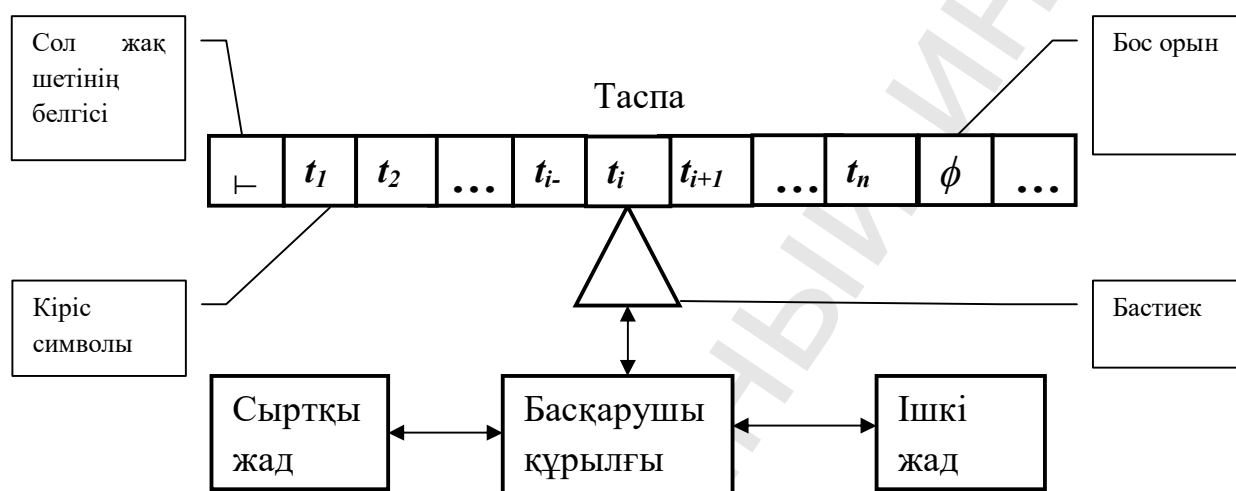 Сол жақ
шетінің
белгісі
Бос орын
Таспа
⊢ t1 t2 ... ti- ti ti+1 ... tn ϕ ...
Кіріс
символы
Бастиек
Сыртқы
жад
Басқарушы
құрылғы
Ішкі
жад